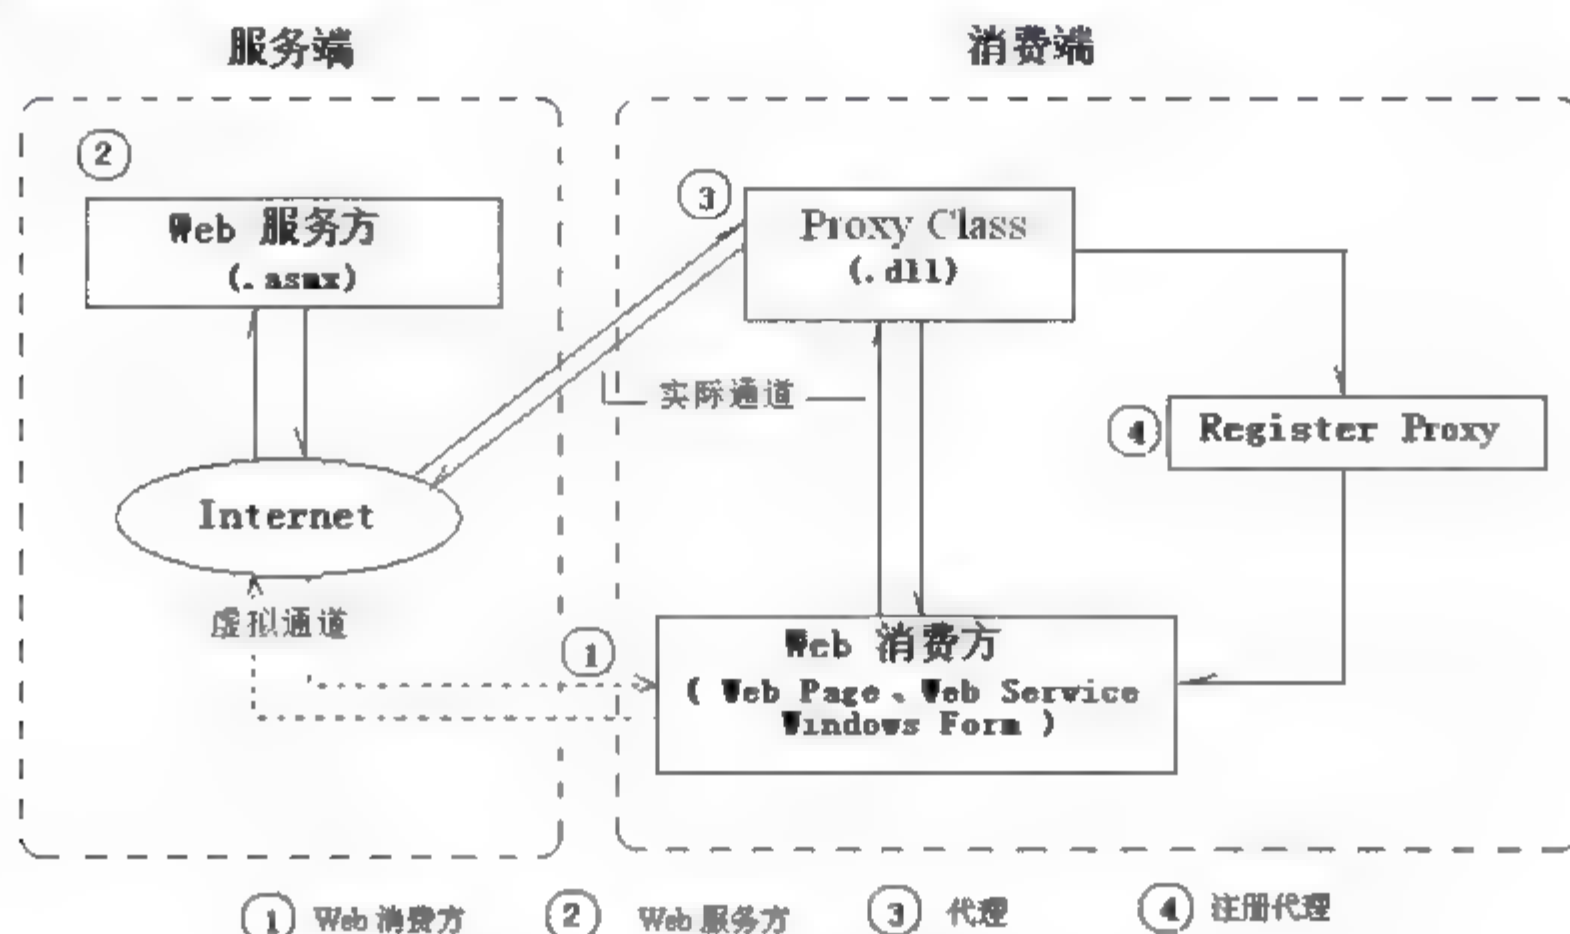 服务端
消费端
②
Web 服务方
(.asmx)
③
Proxy Class
(.dll)
实际通道
④
Register Proxy
Internet
虚拟通道
①
Web 消费方
( Web Page、Web Service
Windows Form )
① Web 消费方
② Web 服务方
③ 代理
④ 注册代理